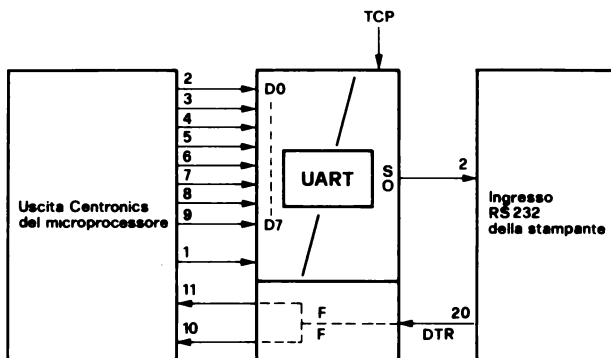 TCP
2
3
4
5
6
7
8
9
1
11
10
Uscita Centronics
del microprocessore
D0
D7
UART
S
O
F
F
2
20
DTR
Ingresso
RS 232
della stampante